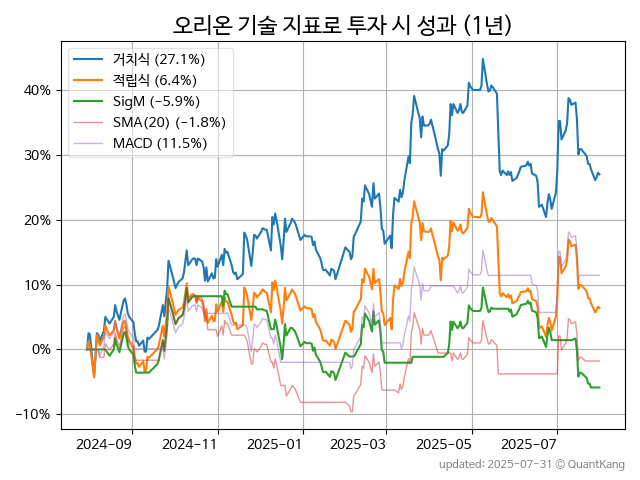 오리온 기술 지표로 투자 시 성과 (1년)
거치식 (27.1%)
적립식 (6.4%)
SigM (−5.9%)
SMA(20) (−1.8%)
MACD (11.5%)
40%
30%
20%
10%
0%
−10%
2024-09
2024-11
2025-01
2025-03
2025-05
2025-07
updated: 2025-07-31 © QuantKang